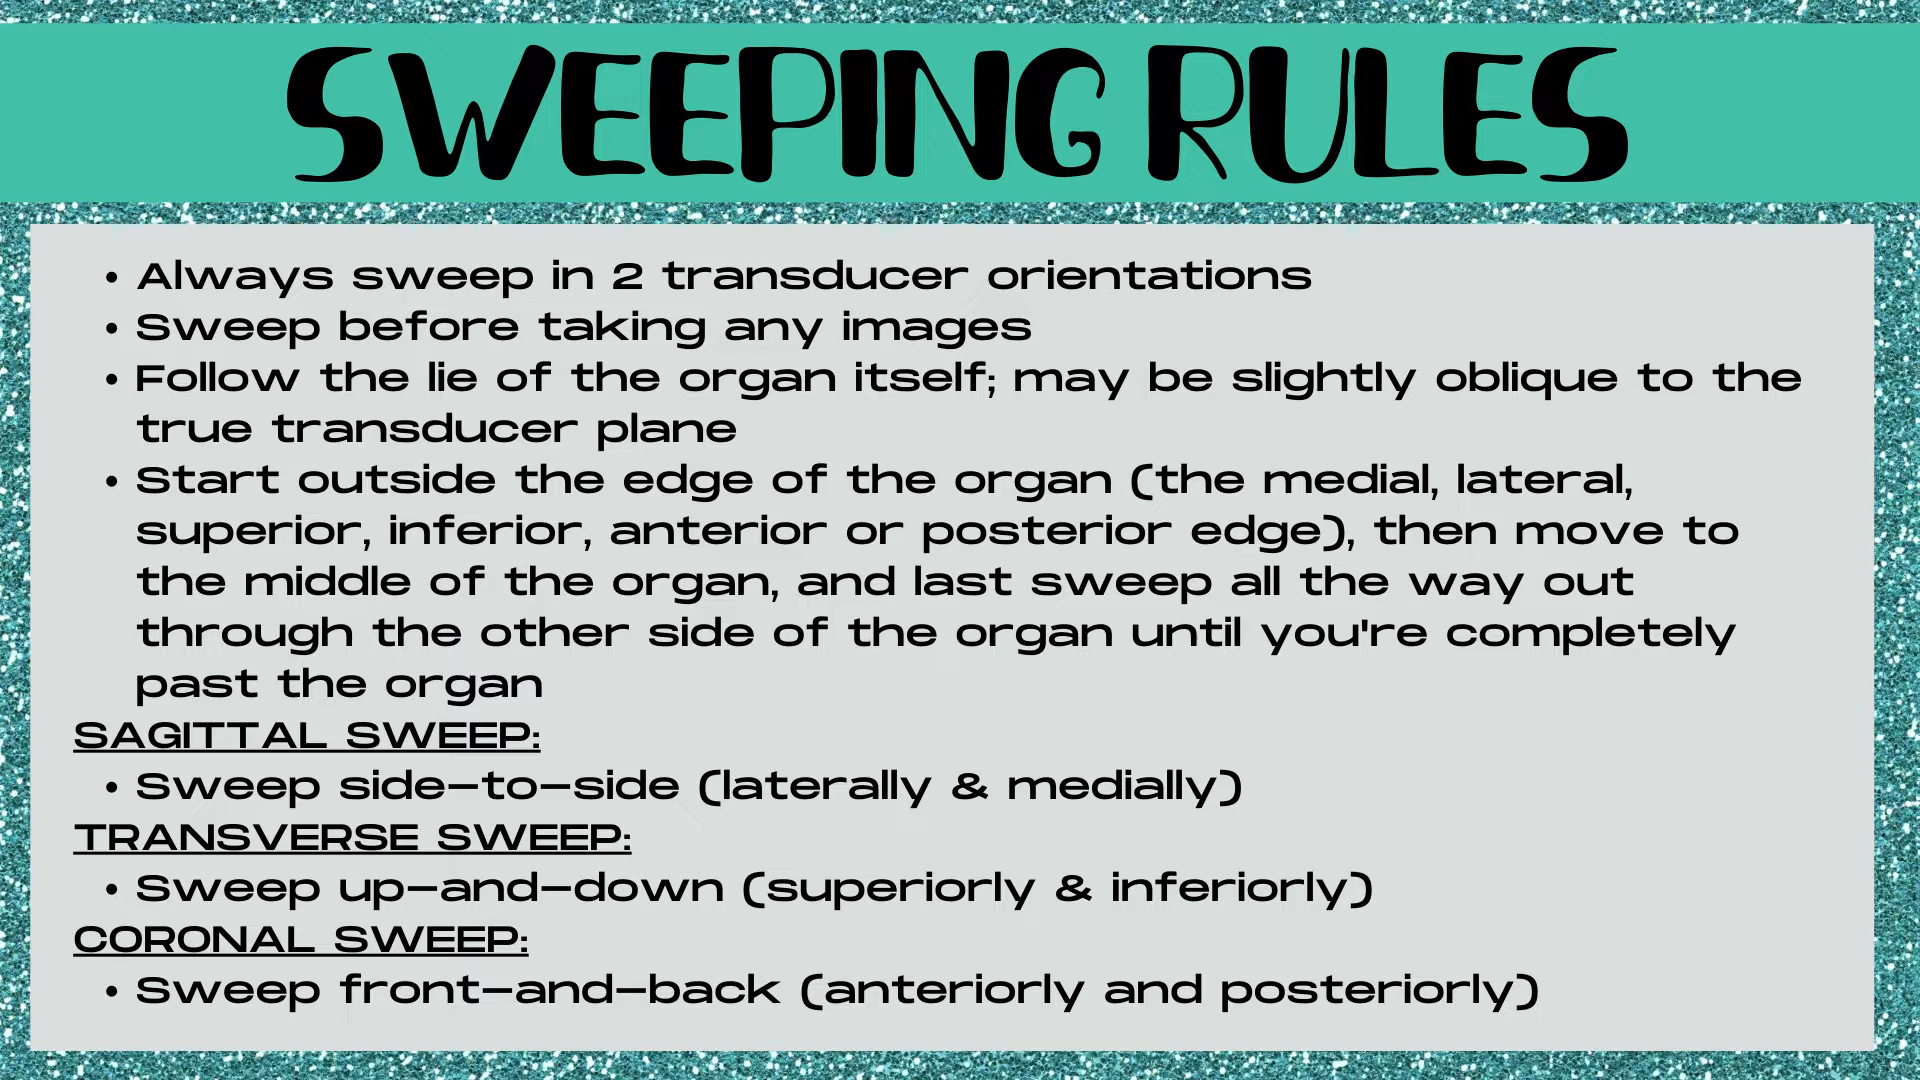 SWEEPING RULES
• Always sweep in 2 transducer orientations
• Sweep before taking any images
• Follow the lie of the organ itself; may be slightly oblique to the
true transducer plane
• Start outside the edge of the organ (the medial, lateral,
superior, inferior, anterior or posterior edge), then move to
the middle of the organ, and last sweep all the way out
through the other side of the organ until you're completely
past the organ
SAGITTAL SWEEP:
• Sweep side-to-side (laterally & medially)
TRANSVERSE SWEEP:
• Sweep up-and-down (superiorly & inferiorly)
CORONAL SWEEP:
• Sweep front-and-back (anteriorly and posteriorly)